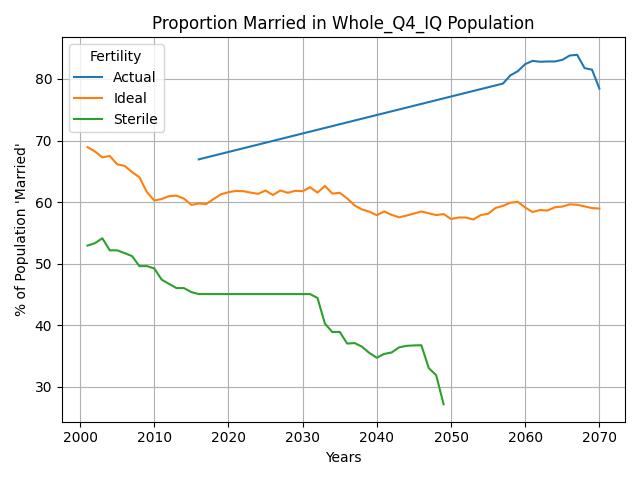 Proportion Married in Whole_Q4_IQ Population
Fertility
Actual
Ideal
Sterile
% of Population 'Married'
80
70
60
50
40
30
2000 2010 2020 2030 2040 2050 2060 2070
Years